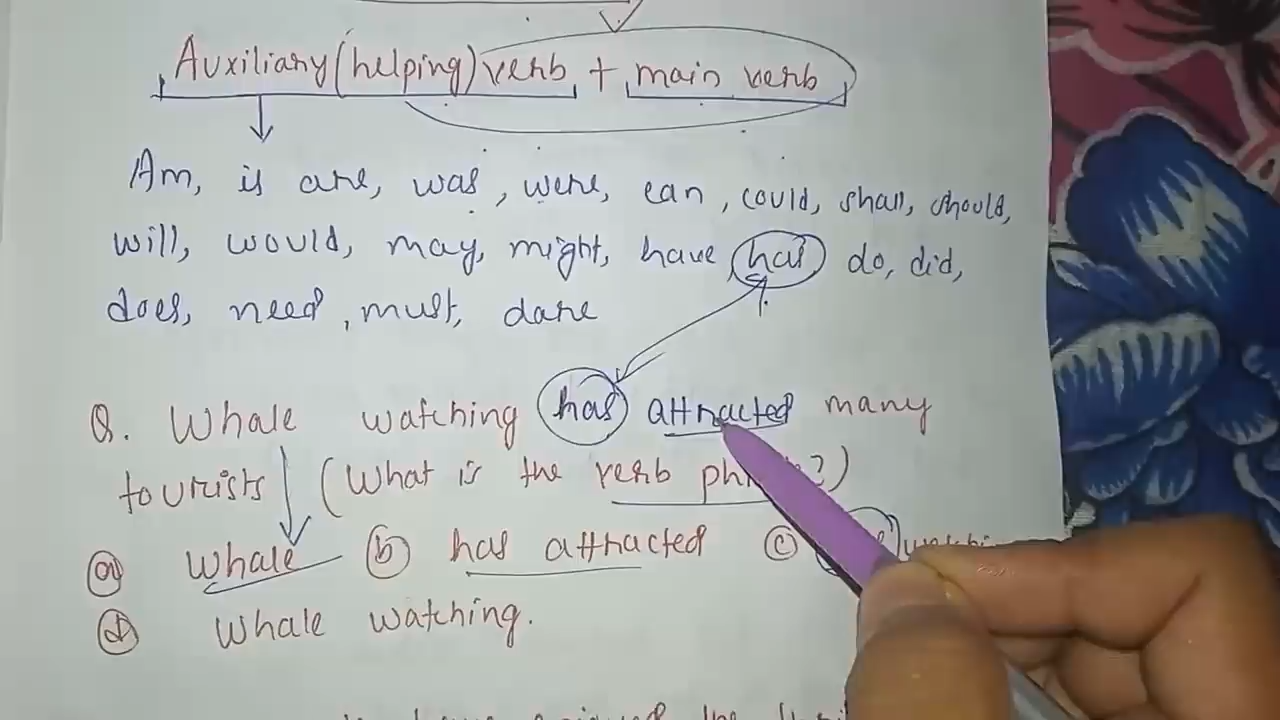 Auxiliary (helping) verb + main verb
Am, is are, was, were, can, could, shall, should,
will, would, may, might, have, has do, did,
does, need, must, dare
Q. Whale watching has attracted many
tourists (What is the verb ?)
(a) Whale (b) has attracted (c)
(d) Whale watching.